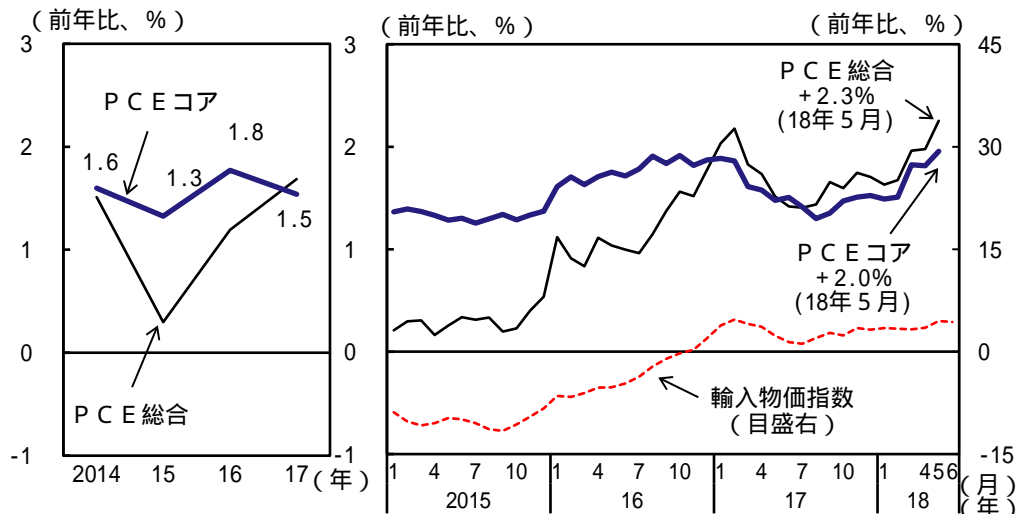 (前年比、%)
3
2
1
0
-1
PCEコア
1.6
1.3
1.8
1.5
PCE総合
2014 15 16 17 (年)
(前年比、%)
(前年比、%)
3
2
1
0
-1
45
30
15
0
-15
PCE総合
+2.3%
(18年5月)
PCEコア
+2.0%
(18年5月)
輸入物価指数
(目盛右)
1 4 7 10 1 4 7 10 1 4 7 10 1 4 5 6 (月)
2015 16 17 18 (年)